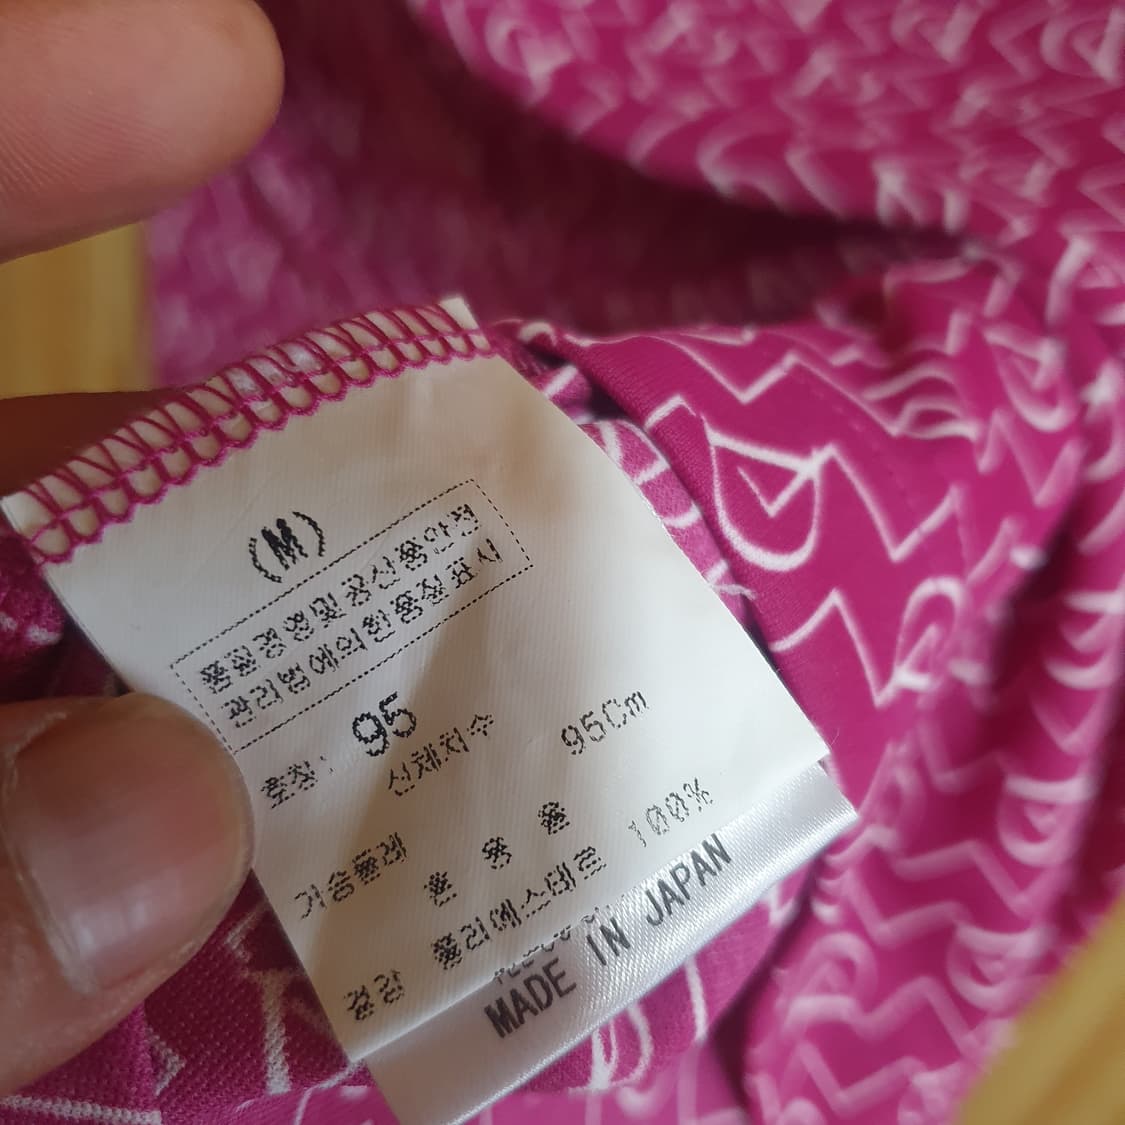 (M)
품질경영및공산품안전
관리법에의한품질표시
호칭: 95
신체치수 95Cm
가슴둘레
혼 용 율
폴리에스테르 100%
겉감
MADE IN JAPAN